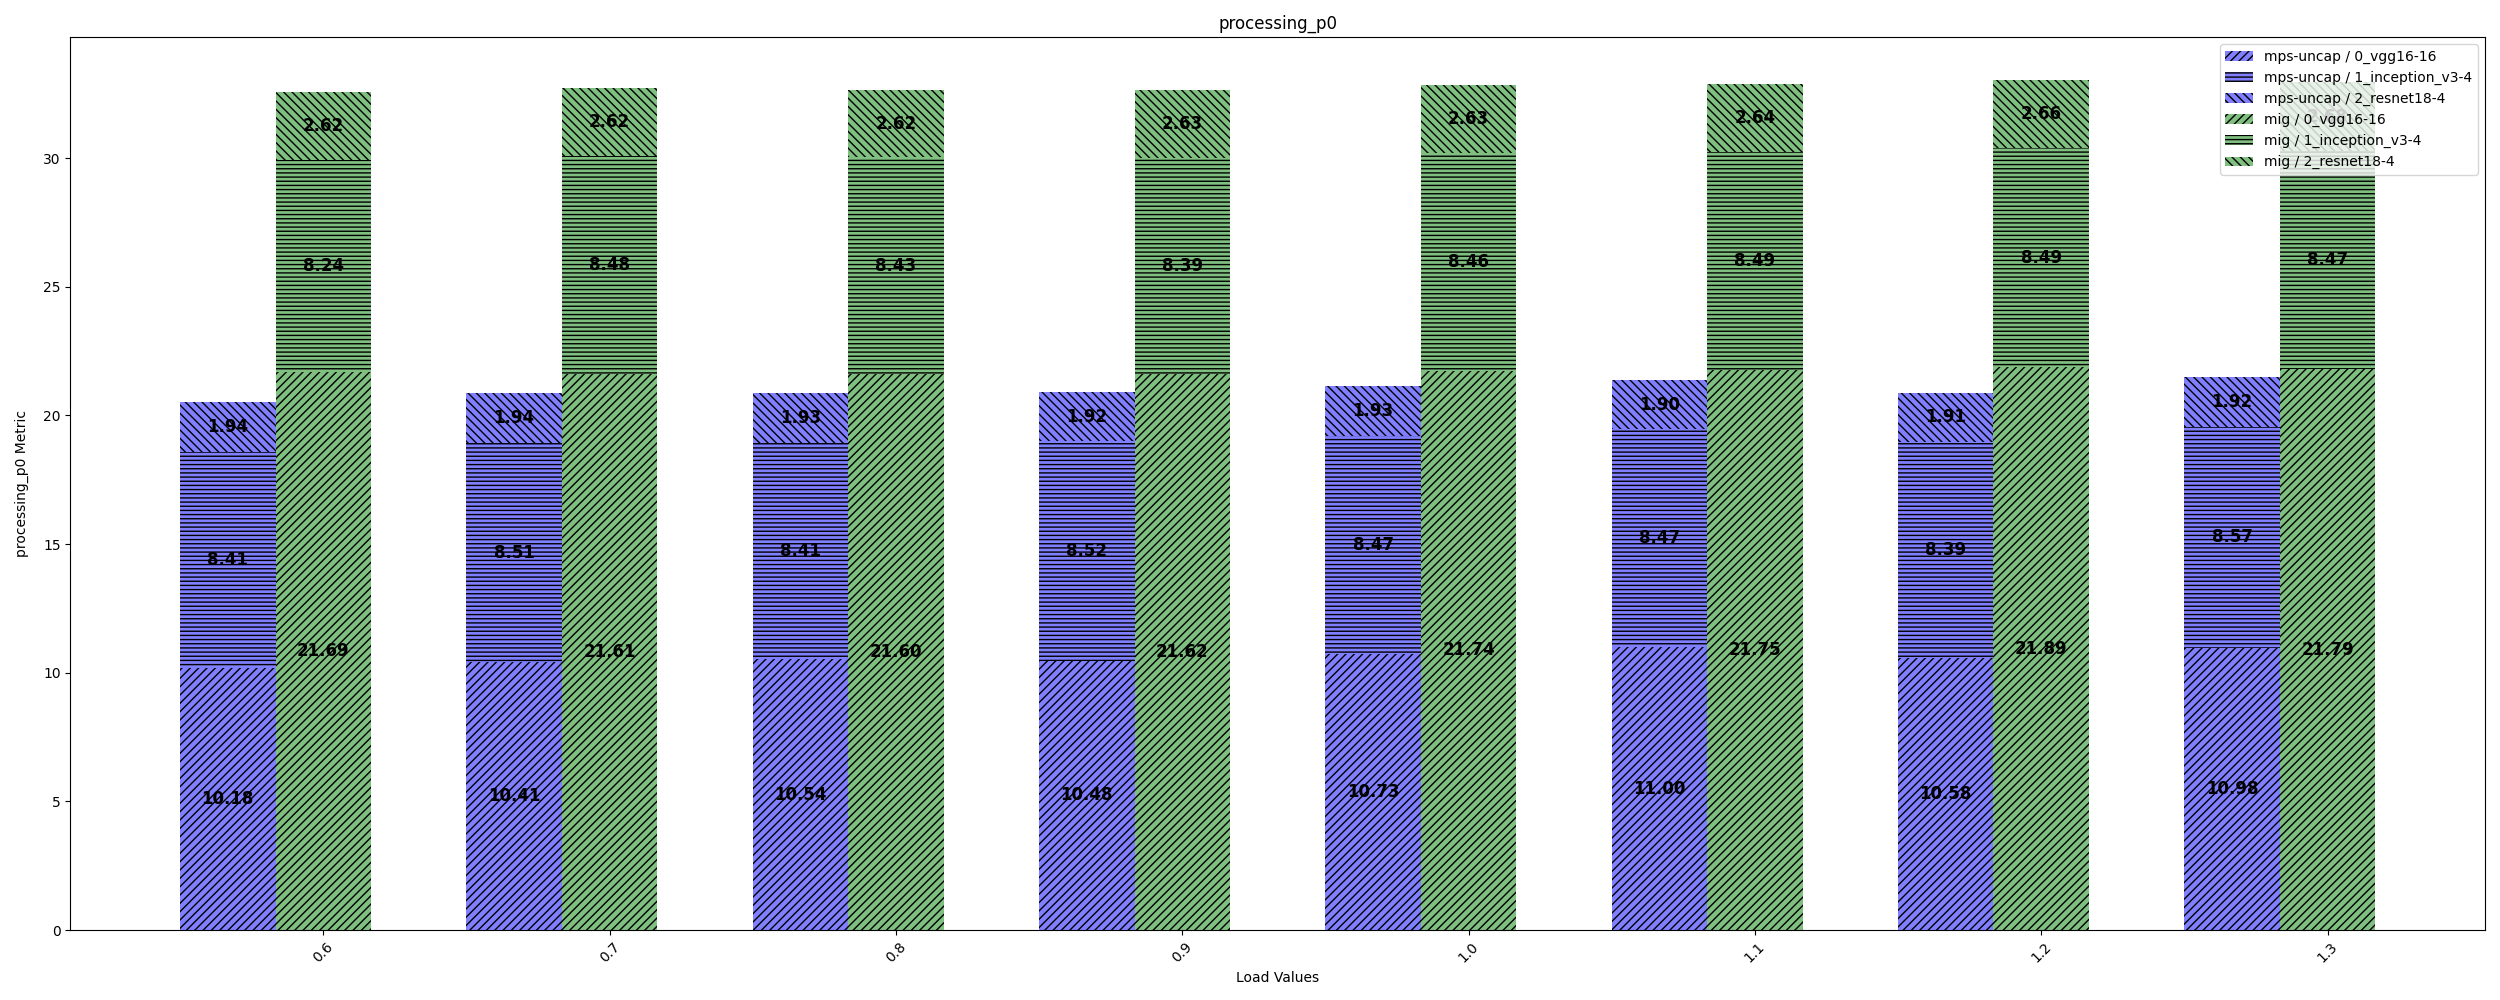 processing_p0
mps-uncap / 0_vgg16-16
mps-uncap / 1_inception_v3-4
mps-uncap / 2_resnet18-4
mig / 0_vgg16-16
mig / 1_inception_v3-4
mig / 2_resnet18-4
processing_p0 Metric
30
25
20
15
10
5
0
2.62 2.62 2.62 2.63 2.63 2.64 2.66
8.24 8.48 8.43 8.39 8.46 8.49 8.49 8.47
1.94 1.94 1.93 1.92 1.93 1.90 1.91 1.92
8.41 8.51 8.41 8.52 8.47 8.47 8.39 8.57
21.69 21.61 21.60 21.62 21.74 21.75 21.89 21.79
10.18 10.41 10.54 10.48 10.73 11.00 10.58 10.98
0.6 0.7 0.8 0.9 1.0 1.1 1.2 1.3
Load Values